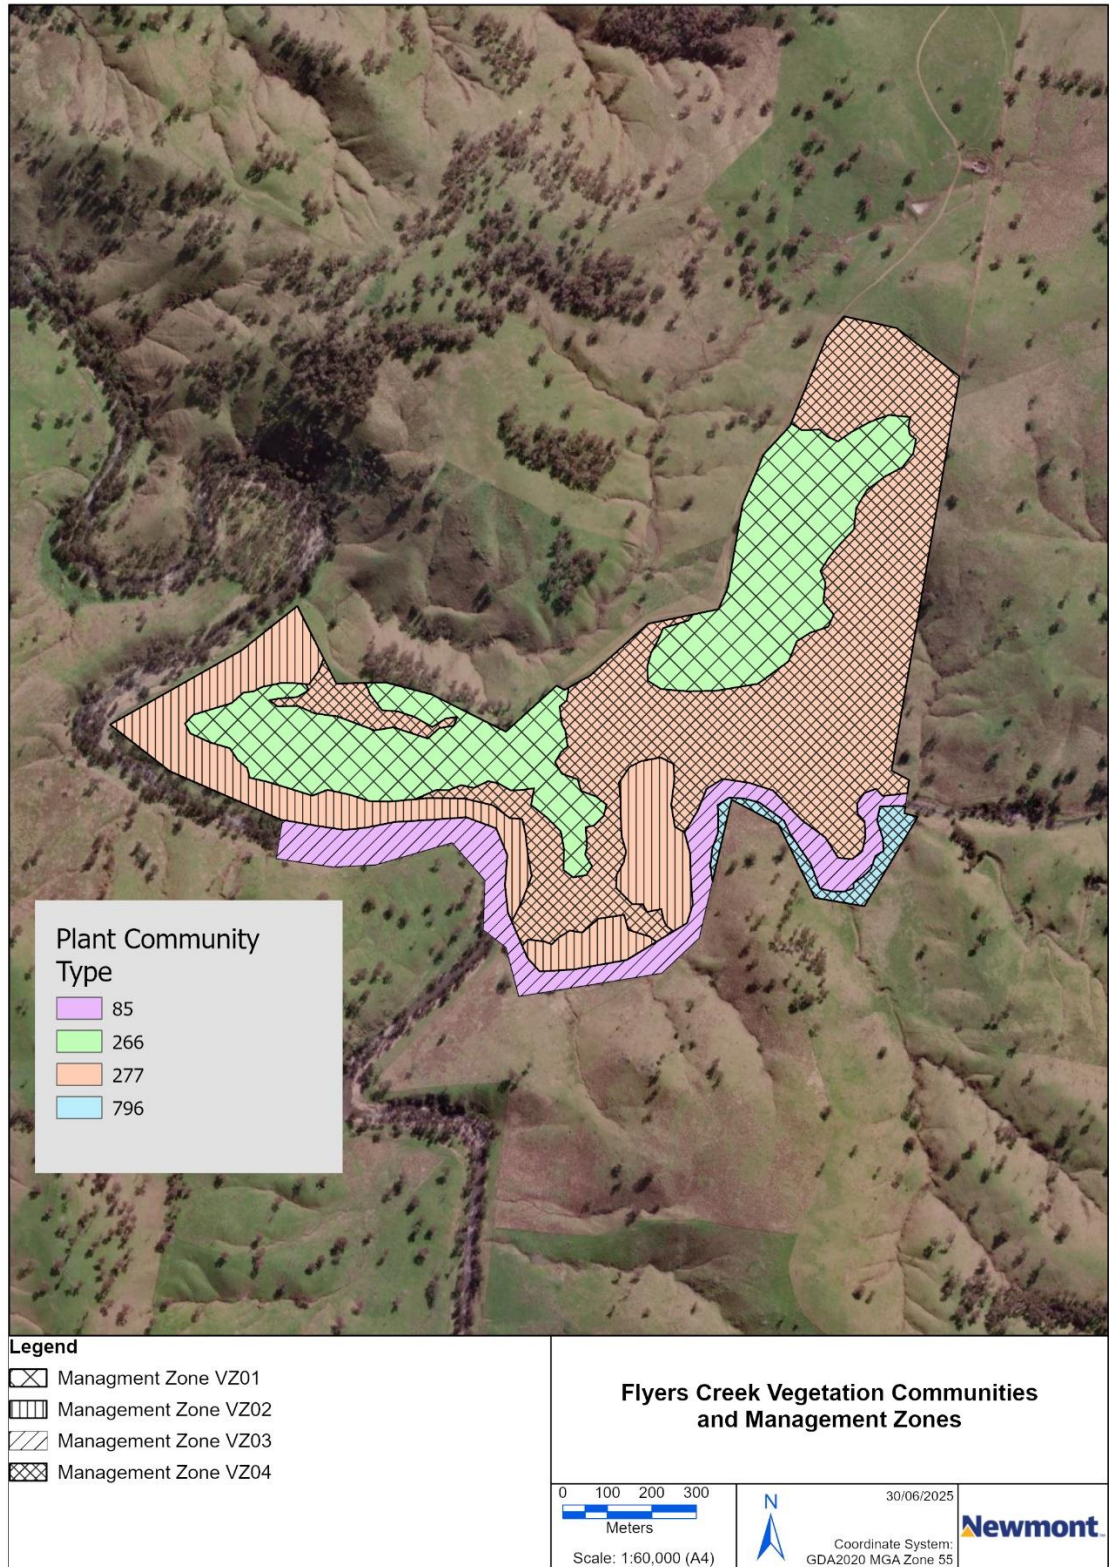 Plant Community
Type
85
266
277
796
Legend
Managment Zone VZ01
Management Zone VZ02
Management Zone VZ03
Management Zone VZ04
Flyers Creek Vegetation Communities
and Management Zones
0 100 200 300
Meters
Scale: 1:60,000 (A4)
N
30/06/2025
Coordinate System:
GDA2020 MGA Zone 55
Newmont